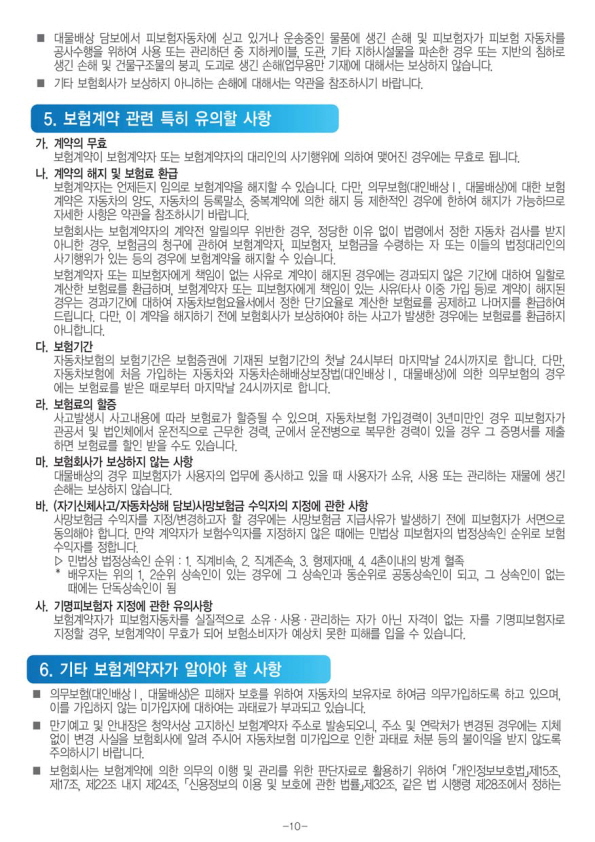 ■ 대물배상 담보에서 피보험자동차에 싣고 있거나 운송중인 물품에 생긴 손해 및 피보험자가 피보험 자동차를
공사수행을 위하여 사용 또는 관리하던 중 지하케이블, 도관, 기타 지하시설물을 파손한 경우 또는 지반의 침하로
생긴 손해 및 건물구조물의 붕괴, 도괴로 생긴 손해(업무용만 기재)에 대해서는 보상하지 않습니다.
■ 기타 보험회사가 보상하지 아니하는 손해에 대해서는 약관을 참조하시기 바랍니다.
5. 보험계약 관련 특히 유의할 사항
가. 계약의 무효
보험계약이 보험계약자 또는 보험계약자의 대리인의 사기행위에 의하여 맺어진 경우에는 무효로 됩니다.
나. 계약의 해지 및 보험료 환급
보험계약자는 언제든지 임의로 보험계약을 해지할 수 있습니다. 다만, 의무보험(대인배상Ⅰ, 대물배상)에 대한 보험
계약은 자동차의 양도, 자동차의 등록말소, 중복계약에 의한 해지 등 제한적인 경우에 한하여 해지가 가능하므로
자세한 사항은 약관을 참조하시기 바랍니다.
보험회사는 보험계약자의 계약전 알릴의무 위반한 경우, 정당한 이유 없이 법령에서 정한 자동차 검사를 받지
아니한 경우, 보험금의 청구에 관하여 보험계약자, 피보험자, 보험금을 수령하는 자 또는 이들의 법정대리인의
사기행위가 있는 등의 경우에 보험계약을 해지할 수 있습니다.
보험계약자 또는 피보험자에게 책임이 없는 사유로 계약이 해지된 경우에는 경과되지 않은 기간에 대하여 일할로
계산한 보험료를 환급하며, 보험계약자 또는 피보험자에게 책임이 있는 사유(타사 이중 가입 등)로 계약이 해지된
경우는 경과기간에 대하여 자동차보험요율서에서 정한 단기요율로 계산한 보험료를 공제하고 나머지를 환급하여
드립니다. 다만, 이 계약을 해지하기 전에 보험회사가 보상하여야 하는 사고가 발생한 경우에는 보험료를 환급하지
아니합니다.
다. 보험기간
자동차보험의 보험기간은 보험증권에 기재된 보험기간의 첫날 24시부터 마지막날 24시까지로 합니다. 다만,
자동차보험에 처음 가입하는 자동차와 자동차손해배상보장법(대인배상Ⅰ, 대물배상)에 의한 의무보험의 경우
에는 보험료를 받은 때로부터 마지막날 24시까지로 합니다.
라. 보험료의 할증
사고발생시 사고내용에 따라 보험료가 할증될 수 있으며, 자동차보험 가입경력이 3년미만인 경우 피보험자가
관공서 및 법인체에서 운전직으로 근무한 경력, 군에서 운전병으로 복무한 경력이 있을 경우 그 증명서를 제출
하면 보험료를 할인 받을 수도 있습니다.
마. 보험회사가 보상하지 않는 사항
대물배상의 경우 피보험자가 사용자의 업무에 종사하고 있을 때 사용자가 소유, 사용 또는 관리하는 재물에 생긴
손해는 보상하지 않습니다.
바. (자기신체사고/자동차상해 담보)사망보험금 수익자의 지정에 관한 사항
사망보험금 수익자를 지정/변경하고자 할 경우에는 사망보험금 지급사유가 발생하기 전에 피보험자가 서면으로
동의해야 합니다. 만약 계약자가 보험수익자를 지정하지 않은 때에는 민법상 피보험자의 법정상속인 순위로 보험
수익자를 정합니다.
▷ 민법상 법정상속인 순위 : 1. 직계비속, 2. 직계존속, 3. 형제자매, 4. 4촌이내의 방계 혈족
* 배우자는 위의 1, 2순위 상속인이 있는 경우에 그 상속인과 동순위로 공동상속인이 되고, 그 상속인이 없는
때에는 단독상속인이 됨
사. 기명피보험자 지정에 관한 유의사항
보험계약자가 피보험자동차를 실질적으로 소유·사용·관리하는 자가 아닌 자격이 없는 자를 기명피보험자로
지정할 경우, 보험계약이 무효가 되어 보험소비자가 예상치 못한 피해를 입을 수 있습니다.
6. 기타 보험계약자가 알아야 할 사항
■ 의무보험(대인배상Ⅰ, 대물배상)은 피해자 보호를 위하여 자동차의 보유자로 하여금 의무가입하도록 하고 있으며,
이를 가입하지 않는 미가입자에 대하여는 과태료가 부과되고 있습니다.
■ 만기예고 및 안내장은 청약서상 고지하신 보험계약자 주소로 발송되오니, 주소 및 연락처가 변경된 경우에는 지체
없이 변경 사실을 보험회사에 알려 주시어 자동차보험 미가입으로 인한 과태료 처분 등의 불이익을 받지 않도록
주의하시기 바랍니다.
■ 보험회사는 보험계약에 의한 의무의 이행 및 관리를 위한 판단자료로 활용하기 위하여 「개인정보보호법」제15조,
제17조, 제22조 내지 제24조, 「신용정보의 이용 및 보호에 관한 법률」제32조, 같은 법 시행령 제28조에서 정하는
-10-